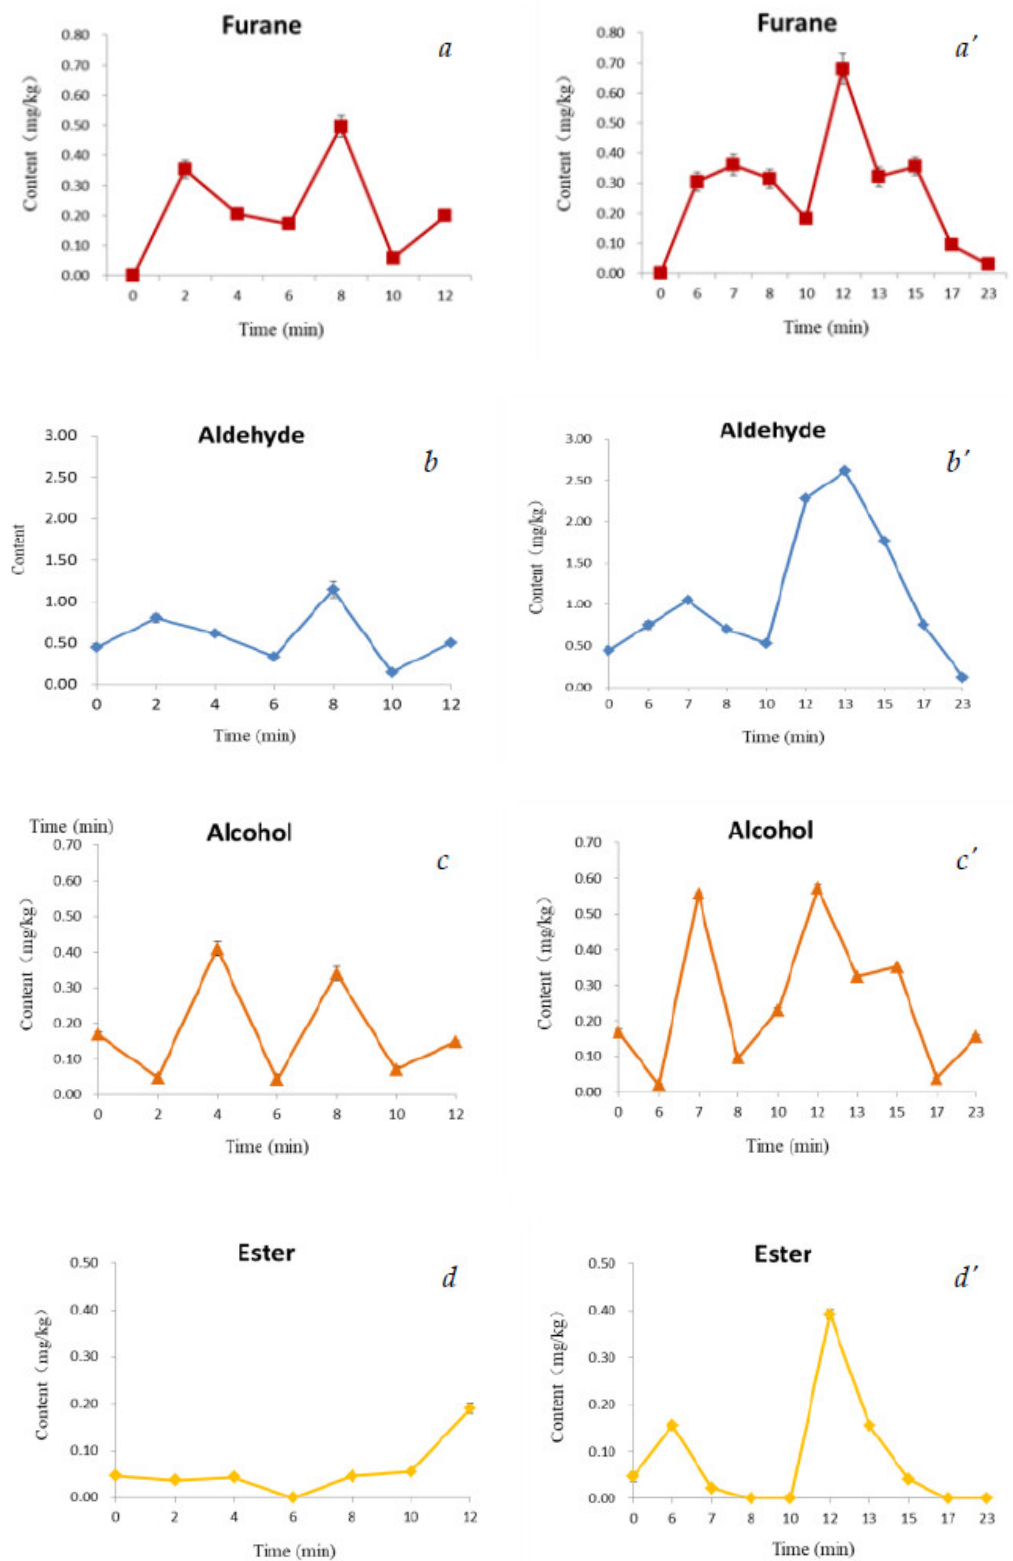 Furane
a
0.80
0.70
0.60
0.50
0.40
0.30
0.20
0.10
0.00
Content (mg/kg)
0 2 4 6 8 10 12
Time (min)
Furane
a′
0.80
0.70
0.60
0.50
0.40
0.30
0.20
0.10
0.00
Content (mg/kg)
0 6 7 8 10 12 13 15 17 23
Time (min)
Aldehyde
b
3.00
2.50
2.00
1.50
1.00
0.50
0.00
Content
0 2 4 6 8 10 12
Time (min)
Aldehyde
b′
3.00
2.50
2.00
1.50
1.00
0.50
0.00
Content (mg/kg)
0 6 7 8 10 12 13 15 17 23
Time (min)
Time (min)
Alcohol
c
0.70
0.60
0.50
0.40
0.30
0.20
0.10
0.00
Content (mg/kg)
0 2 4 6 8 10 12
Time (min)
Alcohol
c′
0.70
0.60
0.50
0.40
0.30
0.20
0.10
0.00
Content (mg/kg)
0 6 7 8 10 12 13 15 17 23
Time (min)
Ester
d
0.50
0.40
0.30
0.20
0.10
0.00
Content (mg/kg)
0 2 4 6 8 10 12
Time (min)
Ester
d′
0.50
0.40
0.30
0.20
0.10
0.00
Content (mg/kg)
0 6 7 8 10 12 13 15 17 23
Time (min)